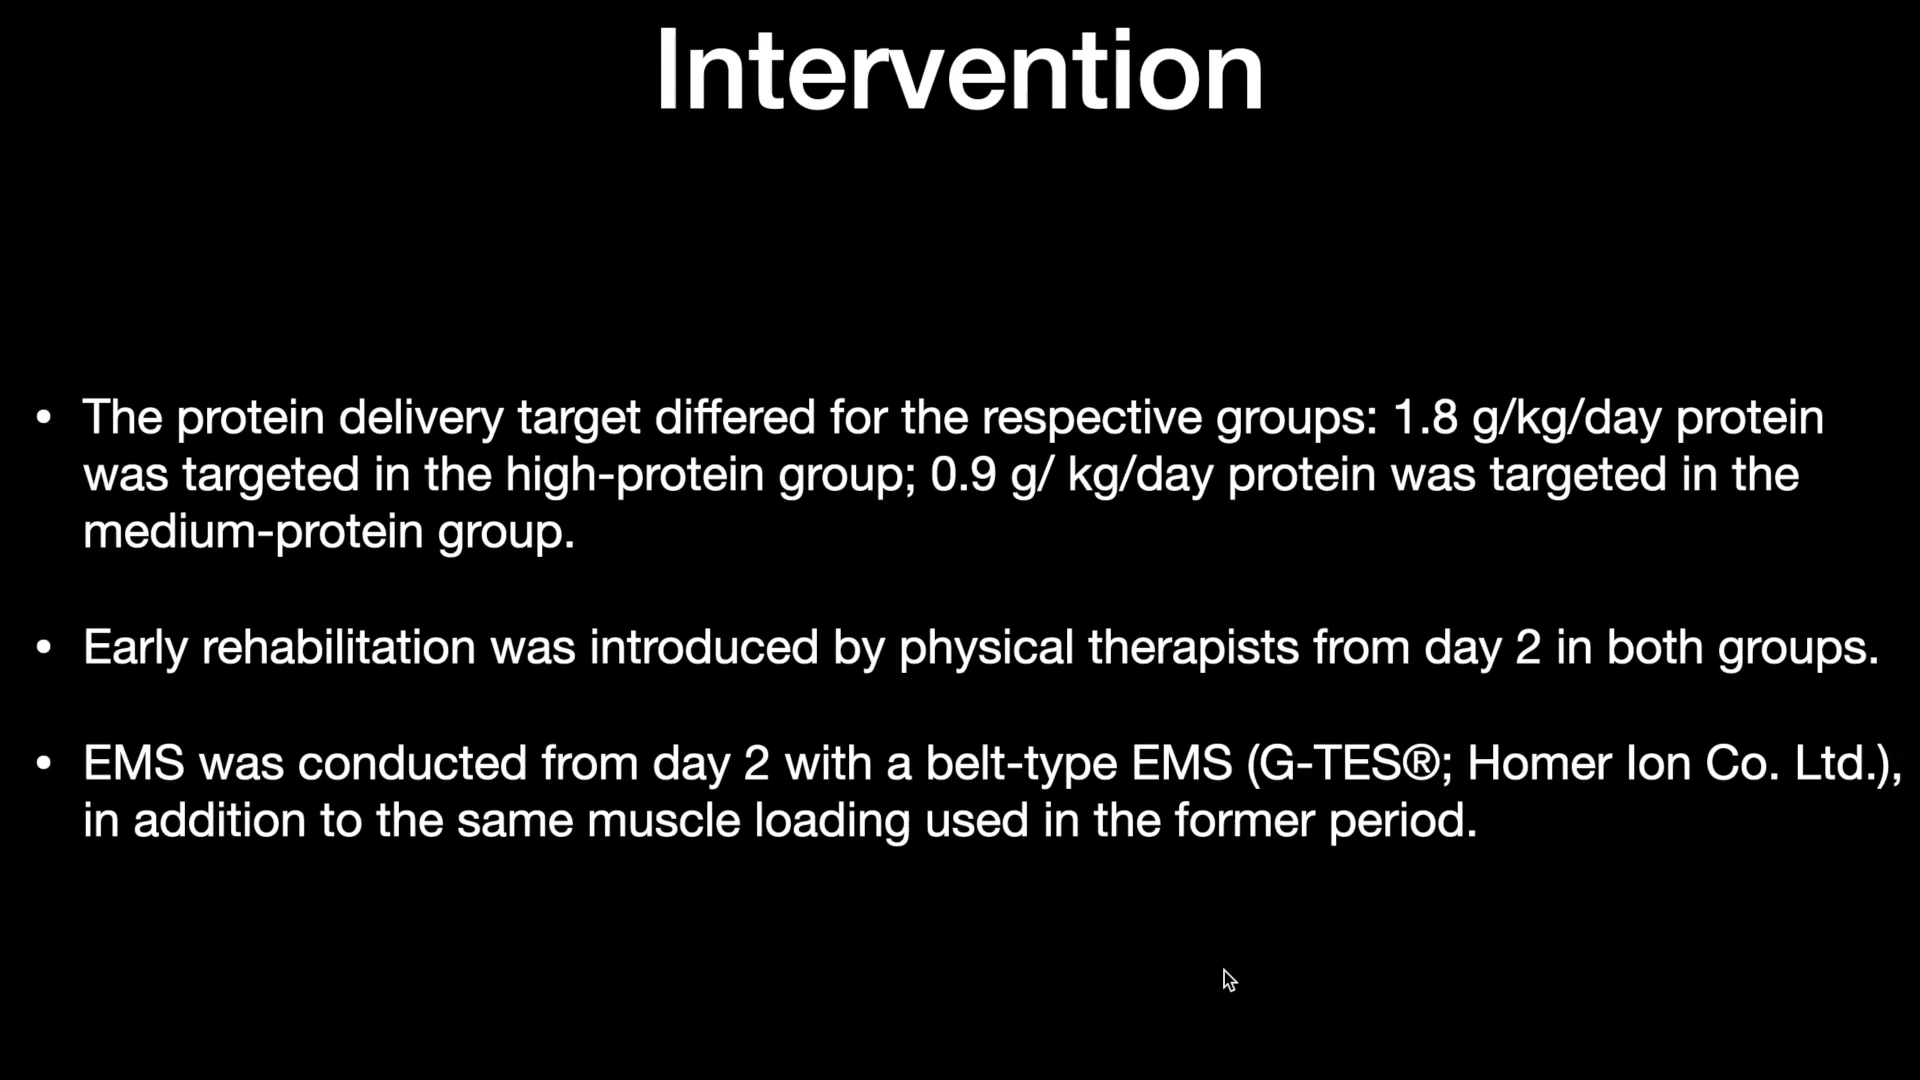 Intervention
• The protein delivery target differed for the respective groups: 1.8 g/kg/day protein
was targeted in the high-protein group; 0.9 g/ kg/day protein was targeted in the
medium-protein group.
• Early rehabilitation was introduced by physical therapists from day 2 in both groups.
• EMS was conducted from day 2 with a belt-type EMS (G-TES®; Homer Ion Co. Ltd.),
in addition to the same muscle loading used in the former period.